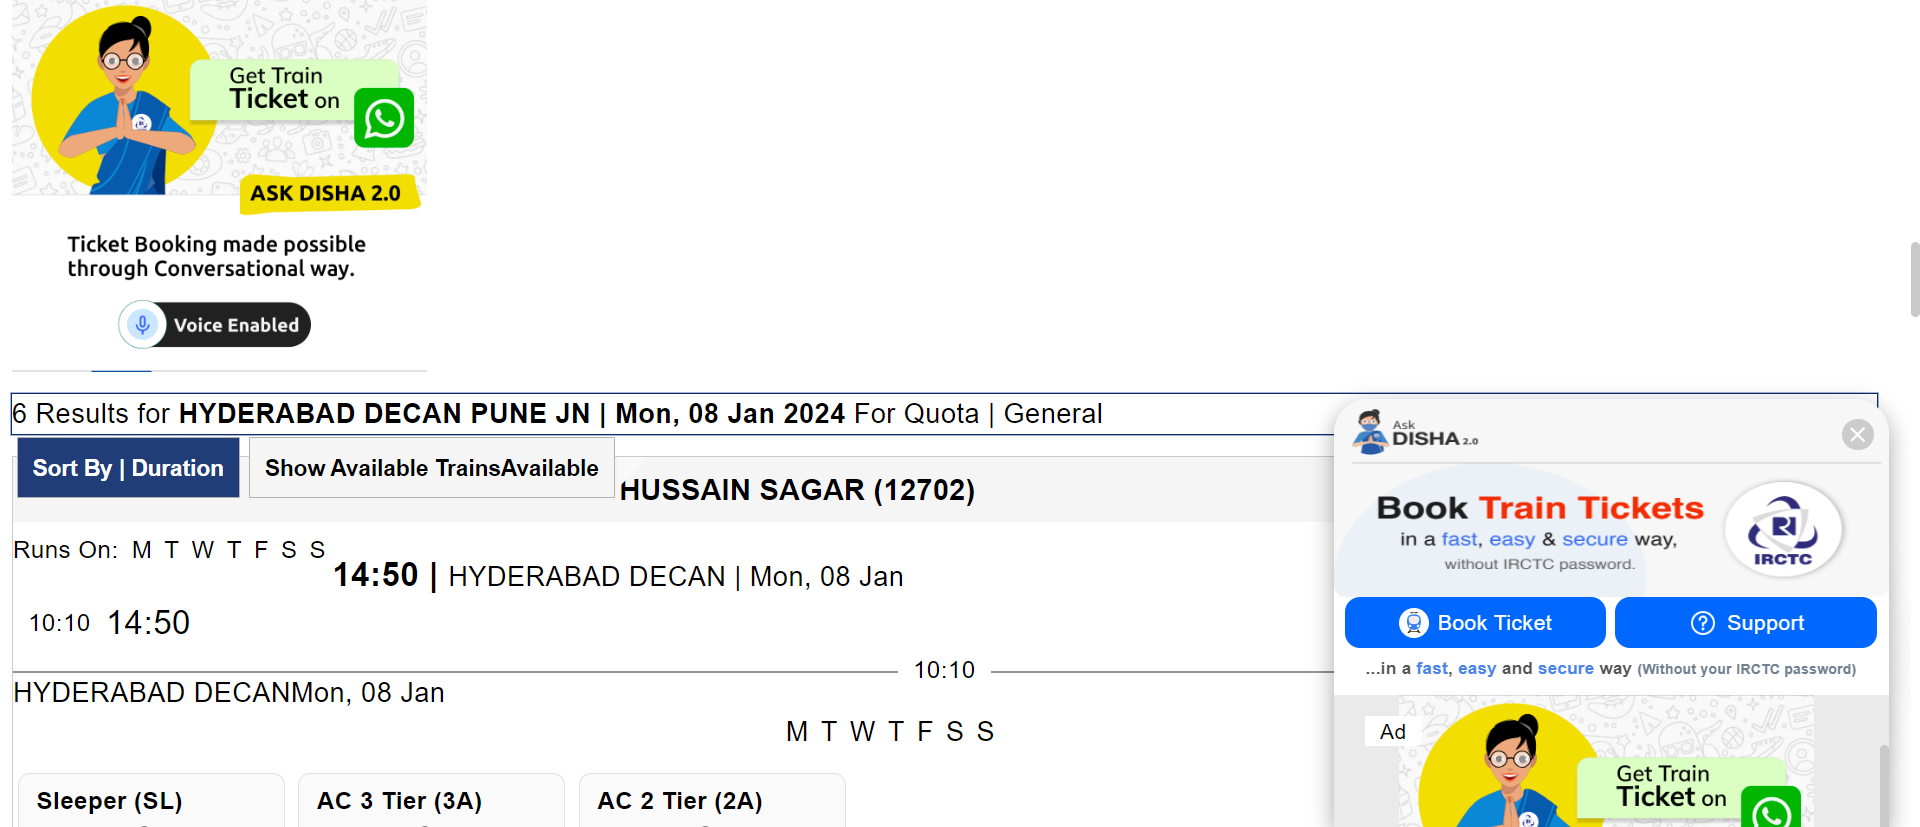 Get Train
Ticket on
ASK DISHA 2.0
Ticket Booking made possible
through Conversational way.
Voice Enabled
6 Results for HYDERABAD DECAN PUNE JN | Mon, 08 Jan 2024 For Quota | General
Sort By | Duration
Show Available TrainsAvailable
HUSSAIN SAGAR (12702)
Runs On: M T W T F S S
14:50 | HYDERABAD DECAN | Mon, 08 Jan
10:10 14:50
10:10
HYDERABAD DECANMon, 08 Jan
M T W T F S S
Sleeper (SL)
AC 3 Tier (3A)
AC 2 Tier (2A)
Ask
DISHA 2.0
Book Train Tickets
in a fast, easy & secure way,
without IRCTC password.
IRCTC
Book Ticket
Support
...in a fast, easy and secure way (Without your IRCTC password)
Ad
Get Train
Ticket on